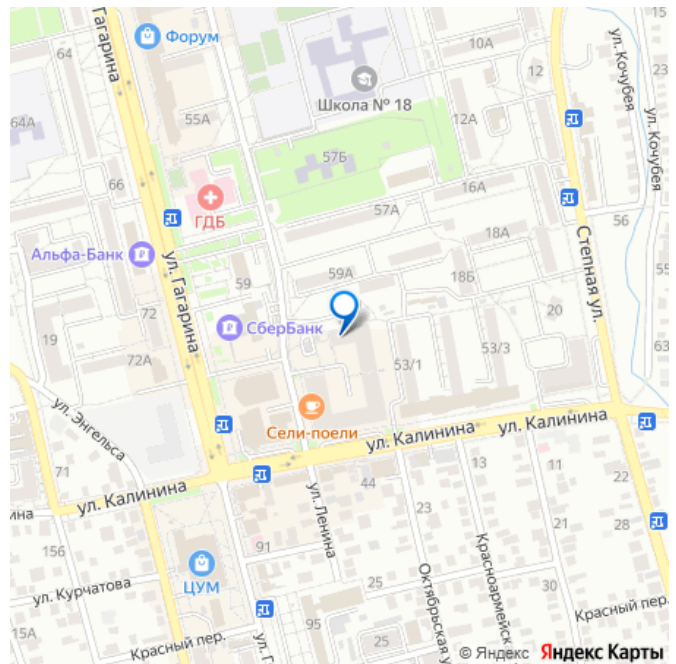 Гагарина
64
Форум
10А
15
ул. Кочубея
23
12
Школа № 18
64А
55А
12А
ул. Кочубея
57Б
66
16А
ГДБ
57А
56
18А
Альфа-Банк
ул. Гагарина
59А
Степная ул.
59
18Б
55
72
20
СберБанк
19
53/1
53/3
63
72А
ул. Энгельса
Сели-поели
ул. Калинина
ул. Калинина
71
ул. Калинина
ина
44
13
11
22
ул. Ленина
23
21
28
156
91
Красноармейск
ЦУМ
25
30
ул. Курчатова
Октябрьская у
Красный пер.
15А
95
Красный пер.
ул. Г
25
© Яндекс Яндекс Карты